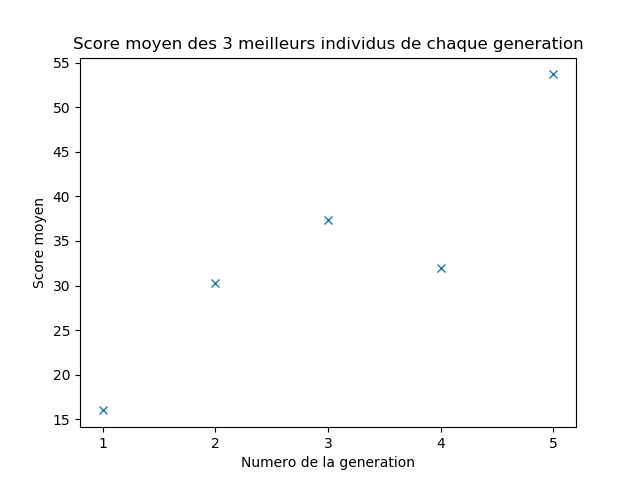 Score moyen des 3 meilleurs individus de chaque generation
55
50
45
40
35
30
25
20
15
Score moyen
1 2 3 4 5
Numero de la generation